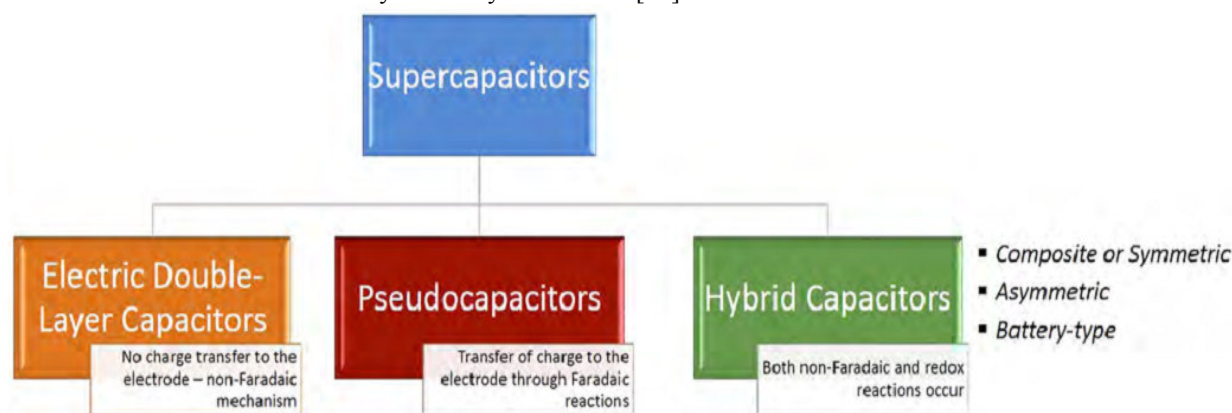 Supercapacitors
Electric Double-
Layer Capacitors
No charge transfer to the
electrode – non-Faradaic
mechanism
Pseudocapacitors
Transfer of charge to the
electrode through Faradaic
reactions
Hybrid Capacitors
Both non-Faradaic and redox
reactions occur
▪ Composite or Symmetric
▪ Asymmetric
▪ Battery-type